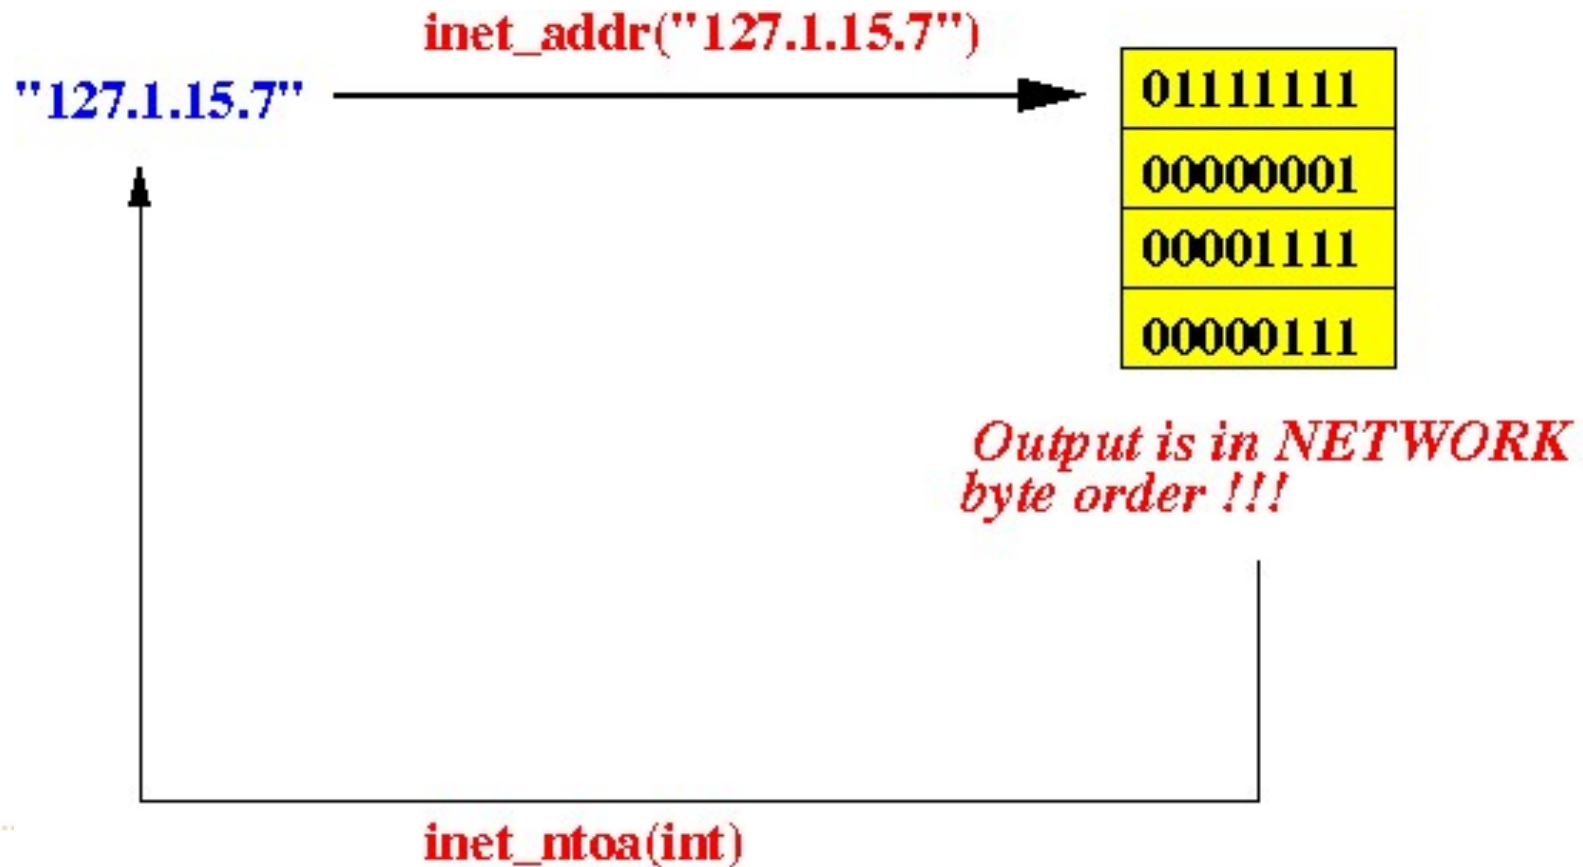 inet_addr("127.1.15.7")
"127.1.15.7"
01111111
00000001
00001111
00000111
Output is in NETWORK
byte order !!!
inet_ntoa(int)